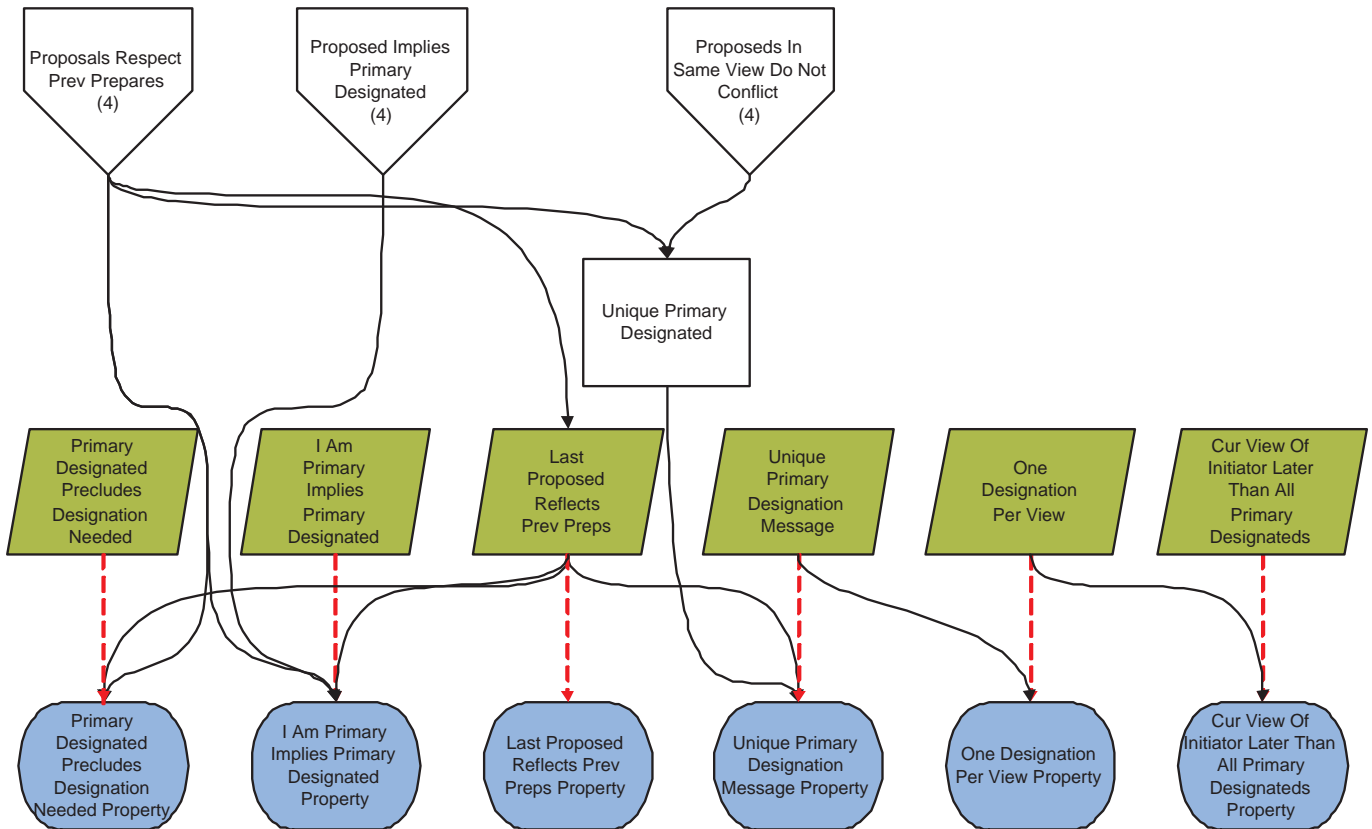 Proposals Respect
Prev Prepares
(4)
Proposed Implies
Primary
Designated
(4)
Proposeds In
Same View Do Not
Conflict
(4)
Unique Primary
Designated
Primary
Designated
Precludes
Designation
Needed
I Am
Primary
Implies
Primary
Designated
Last
Proposed
Reflects
Prev Preps
Unique
Primary
Designation
Message
One
Designation
Per View
Cur View Of
Initiator Later
Than All
Primary
Designateds
Primary
Designated
Precludes
Designation
Needed Property
I Am Primary
Implies Primary
Designated
Property
Last Proposed
Reflects Prev
Preps Property
Unique Primary
Designation
Message Property
One Designation
Per View Property
Cur View Of
Initiator Later Than
All Primary
Designateds
Property